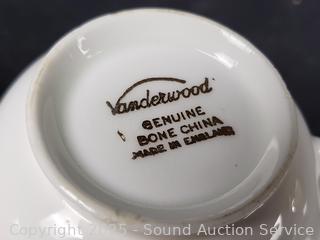 Vanderwood
GENUINE
BONE CHINA
MADE IN ENGLAND
Copyright 2025 - Sound Auction Service